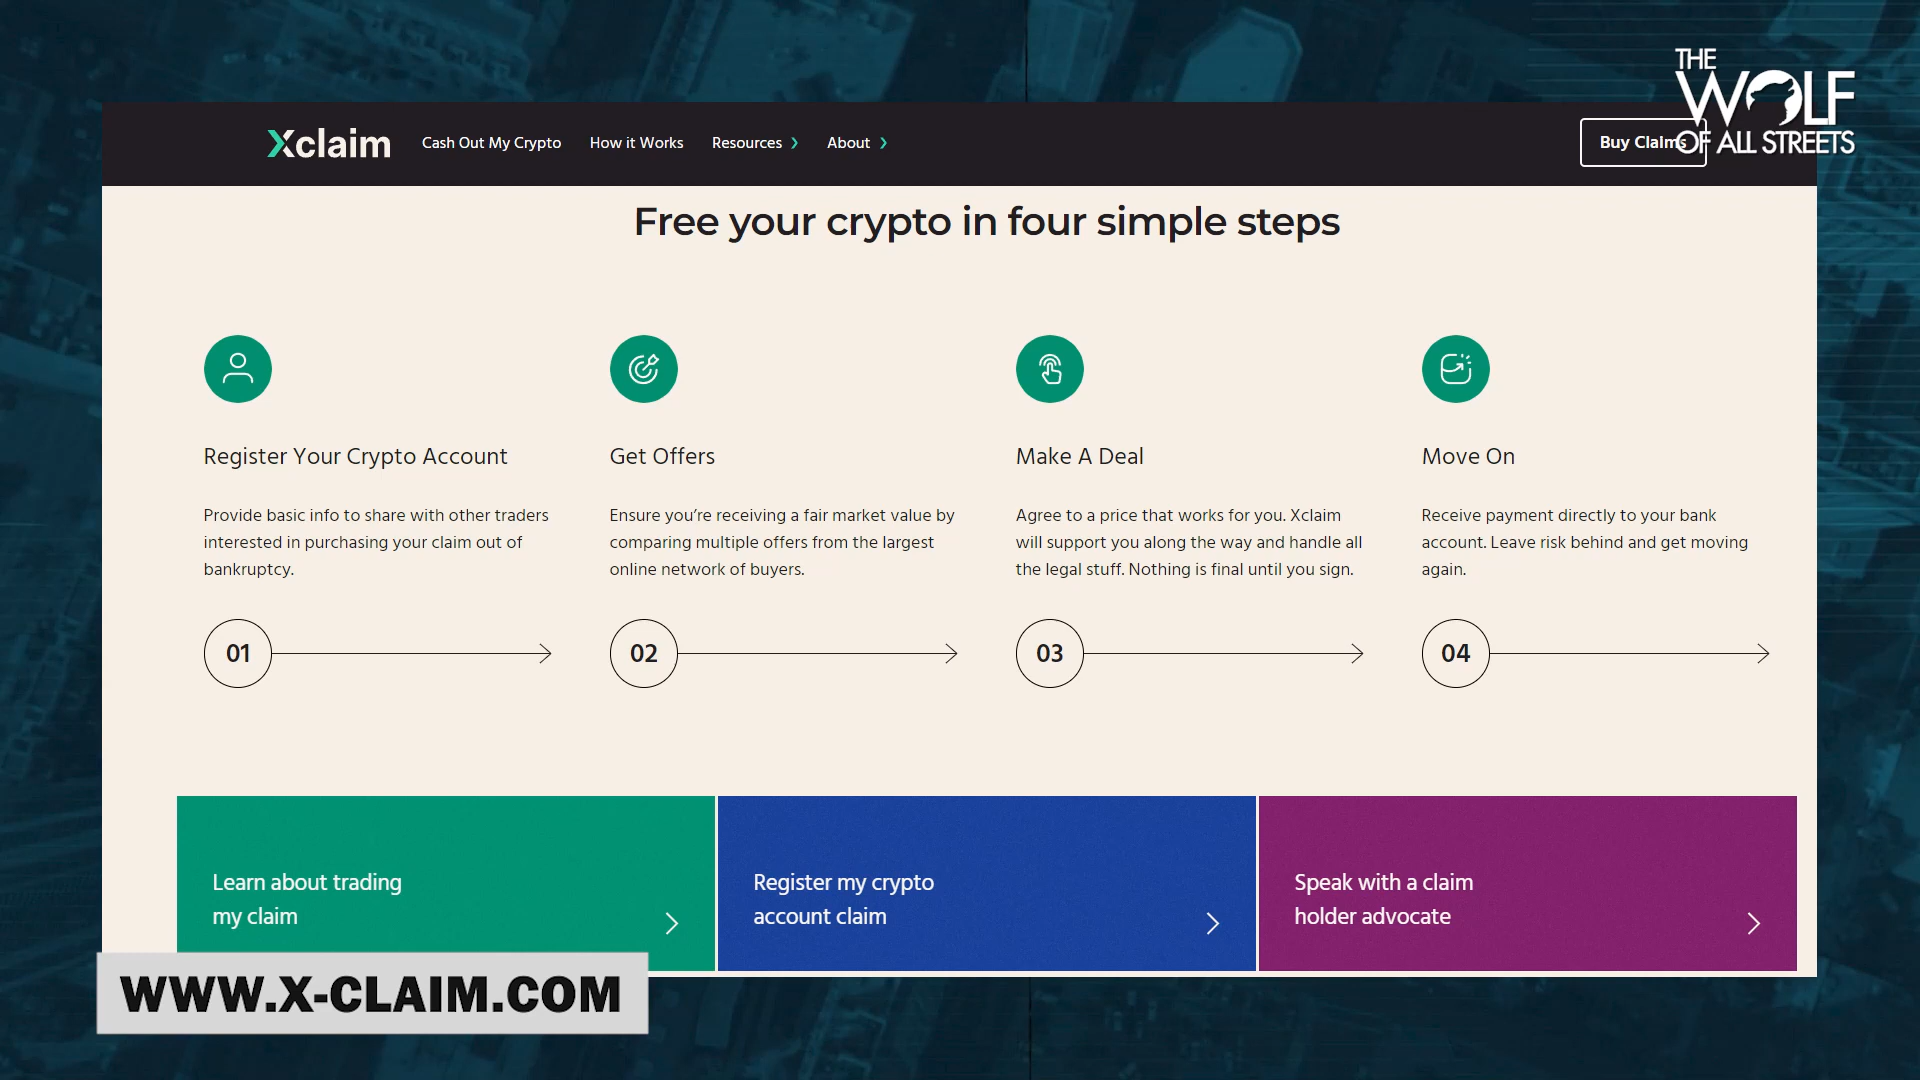 THE
WOLF
OF ALL STREETS
Xclaim
Cash Out My Crypto
How it Works
Resources
About
Buy Claims
Free your crypto in four simple steps
Register Your Crypto Account
Provide basic info to share with other traders
interested in purchasing your claim out of
bankruptcy.
01
Get Offers
Ensure you’re receiving a fair market value by
comparing multiple offers from the largest
online network of buyers.
02
Make A Deal
Agree to a price that works for you. Xclaim
will support you along the way and handle all
the legal stuff. Nothing is final until you sign.
03
Move On
Receive payment directly to your bank
account. Leave risk behind and get moving
again.
04
Learn about trading
my claim
Register my crypto
account claim
Speak with a claim
holder advocate
WWW.X-CLAIM.COM